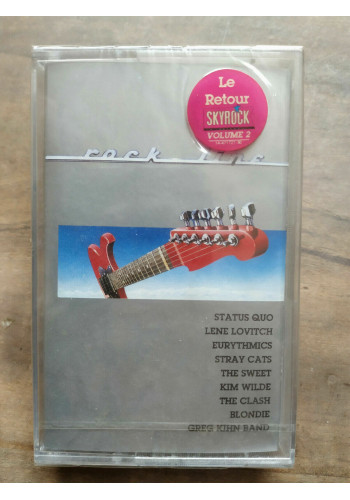 Le
Retour
SKYROCK
VOLUME 2
rock
STATUS QUO
LENE LOVITCH
EURYTHMICS
STRAY CATS
THE SWEET
KIM WILDE
THE CLASH
BLONDIE
GREG KIHN BAND